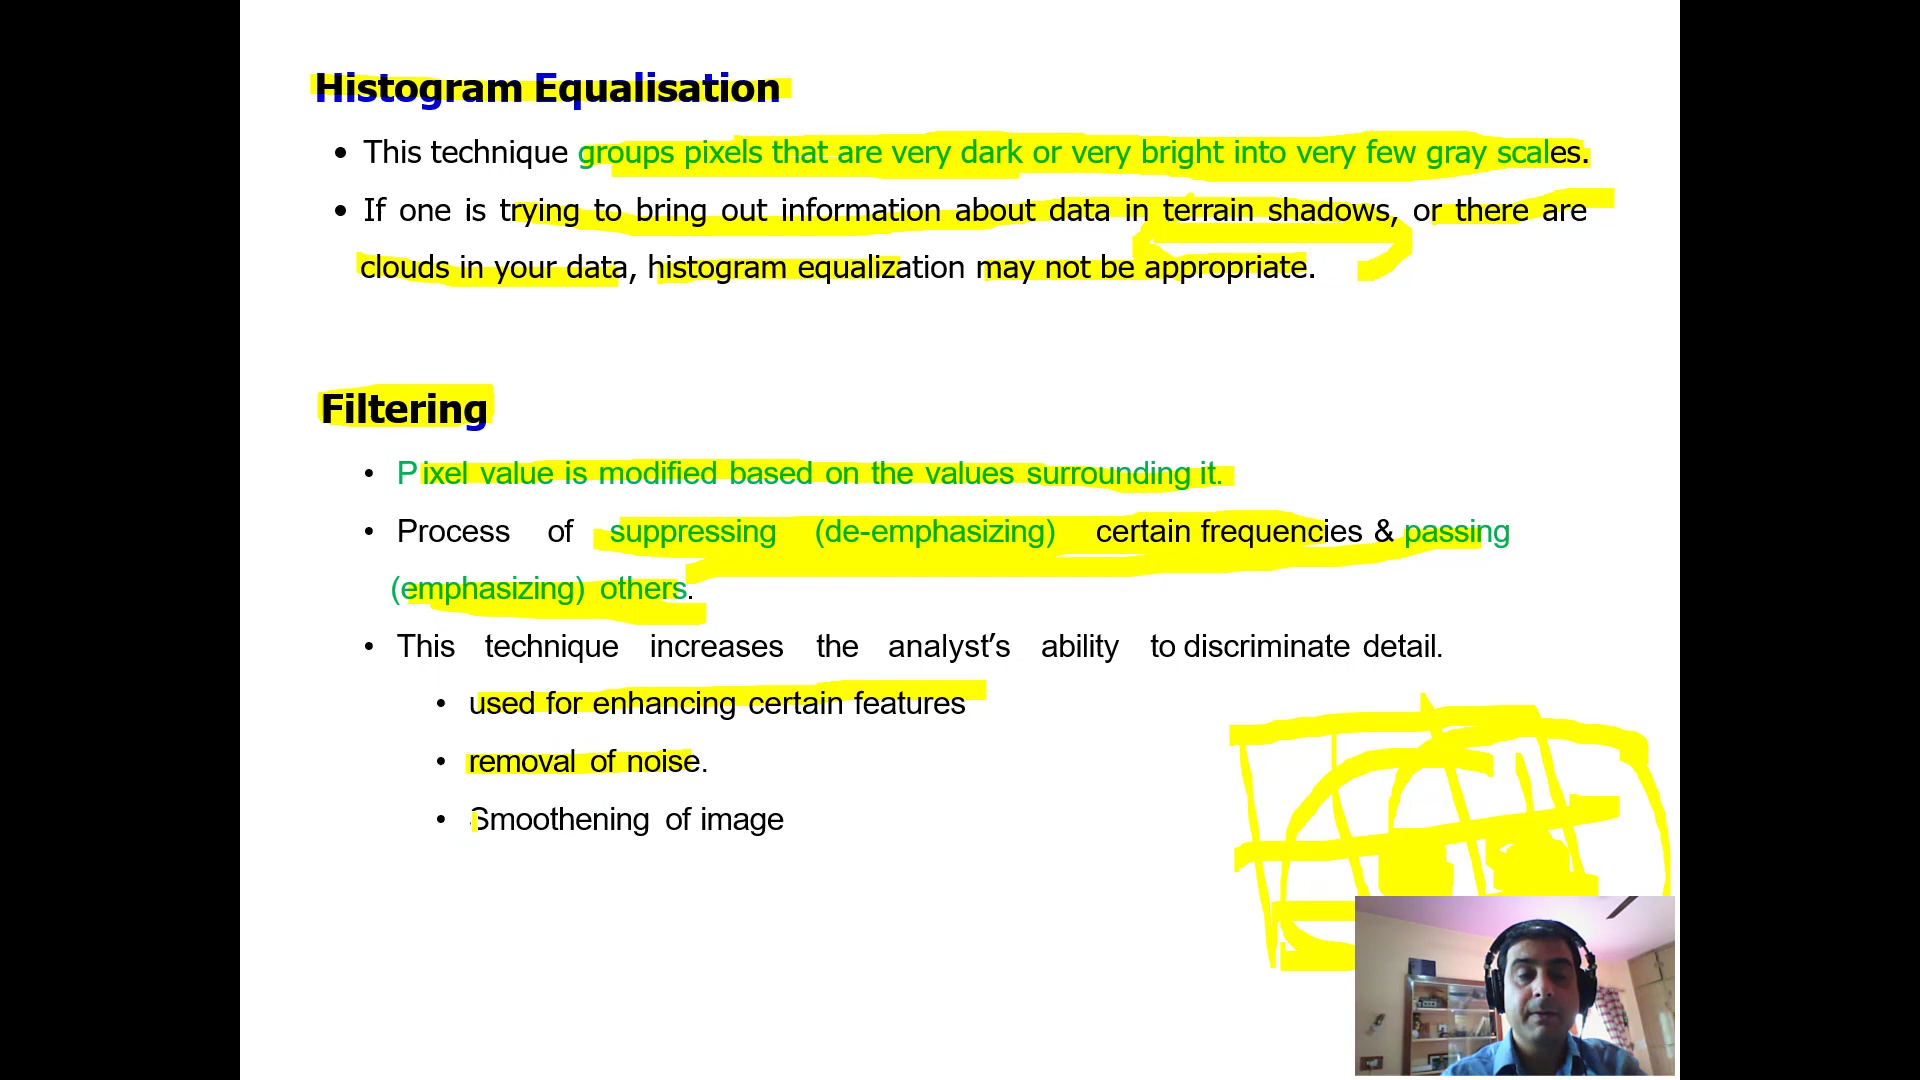 Histogram Equalisation
• This technique groups pixels that are very dark or very bright into very few gray scales.
• If one is trying to bring out information about data in terrain shadows, or there are
clouds in your data, histogram equalization may not be appropriate.
Filtering
• Pixel value is modified based on the values surrounding it.
• Process of suppressing (de-emphasizing) certain frequencies & passing
(emphasizing) others.
• This technique increases the analyst’s ability to discriminate detail.
• used for enhancing certain features
• removal of noise.
• Smoothening of image